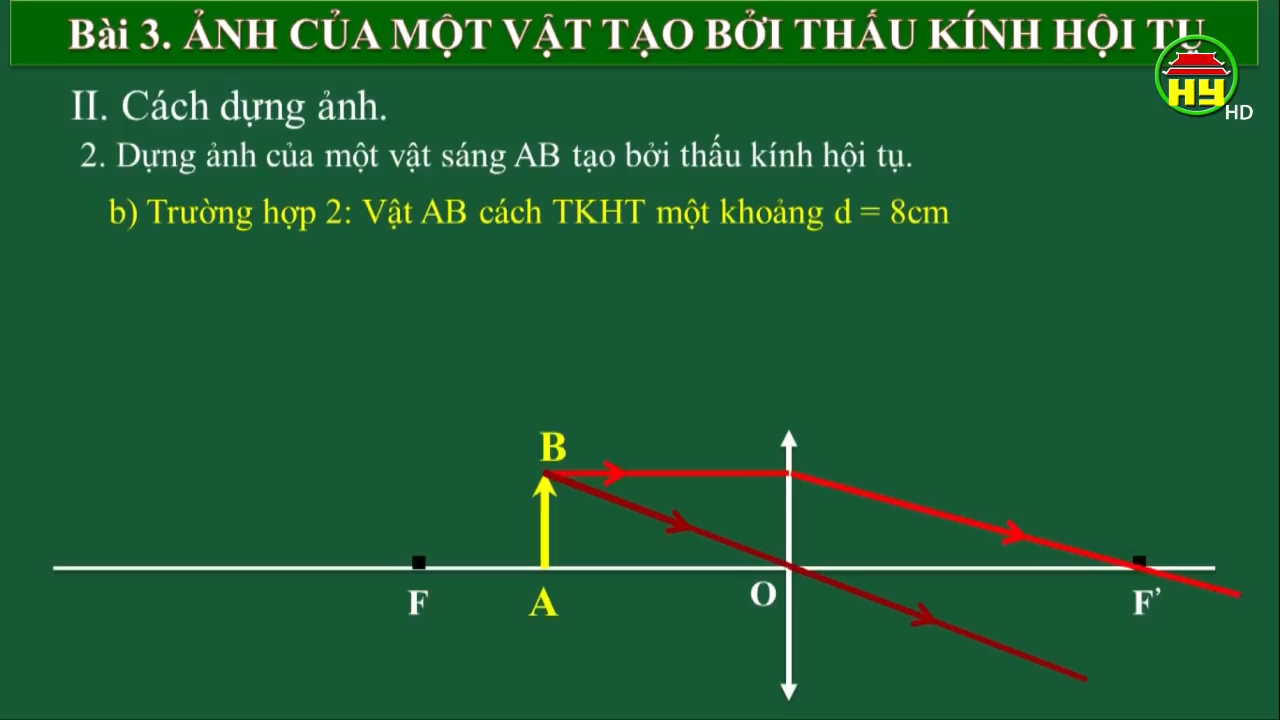 Bài 3. ẢNH CỦA MỘT VẬT TẠO BỞI THẤU KÍNH HỘI TỤ
HY
HD
II. Cách dựng ảnh.
2. Dựng ảnh của một vật sáng AB tạo bởi thấu kính hội tụ.
b) Trường hợp 2: Vật AB cách TKHT một khoảng d = 8cm
B
F
A
O
F’